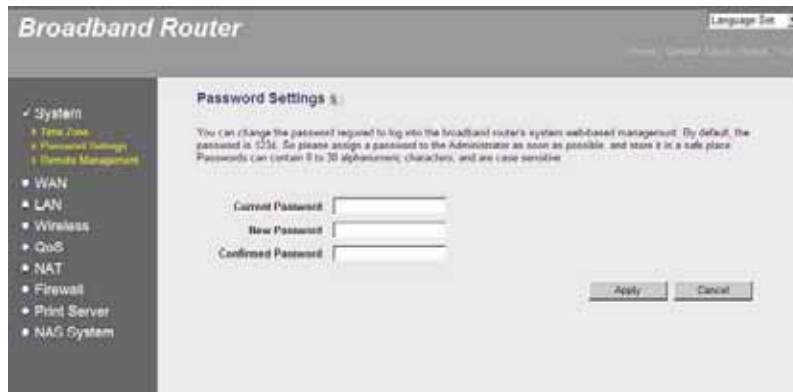 Broadband Router
Language Set
System
Time Zone
Password Settings
Remote Management
WAN
LAN
Wireless
QoS
NAT
Firewall
Print Server
NAS System
Password Settings
You can change the password required to log into the broadband router's system web-based management. By default, the
password is 1234. So please assign a password to the Administrator as soon as possible, and store it in a safe place.
Passwords can contain 0 to 30 alphanumeric characters, and are case sensitive
Current Password
New Password
Confirmed Password
Apply
Cancel